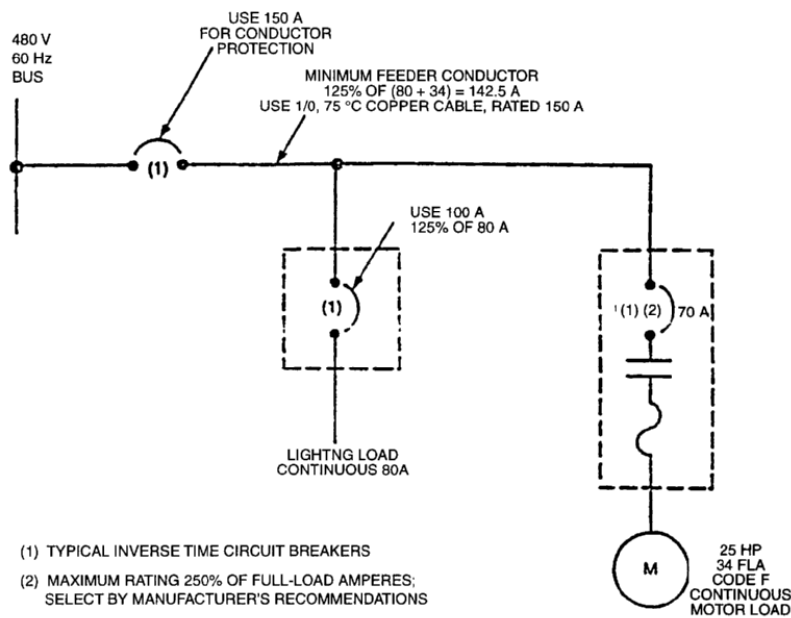 USE 150 A
FOR CONDUCTOR
PROTECTION
480 V
60 Hz
BUS
MINIMUM FEEDER CONDUCTOR
125% OF (80 + 34) = 142.5 A
USE 1/0, 75 °C COPPER CABLE, RATED 150 A
(1)
USE 100 A
125% OF 80 A
(1)
(1) (2)
70 A
LIGHTNG LOAD
CONTINUOUS 80A
M
25 HP
34 FLA
CODE F
CONTINUOUS
MOTOR LOAD
(1) TYPICAL INVERSE TIME CIRCUIT BREAKERS
(2) MAXIMUM RATING 250% OF FULL-LOAD AMPERES;
SELECT BY MANUFACTURER'S RECOMMENDATIONS